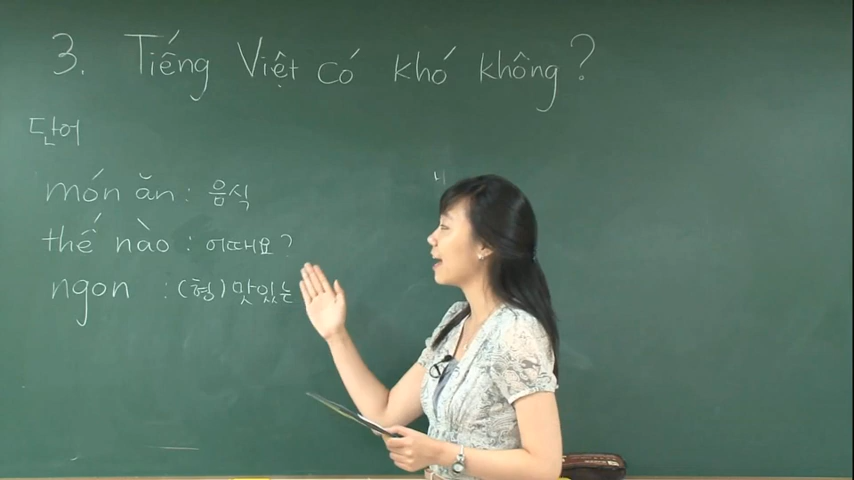 3. Tiếng Việt có khó không?
단어
món ăn : 음식
thế nào : 어때요?
ngon : (형) 맛있는